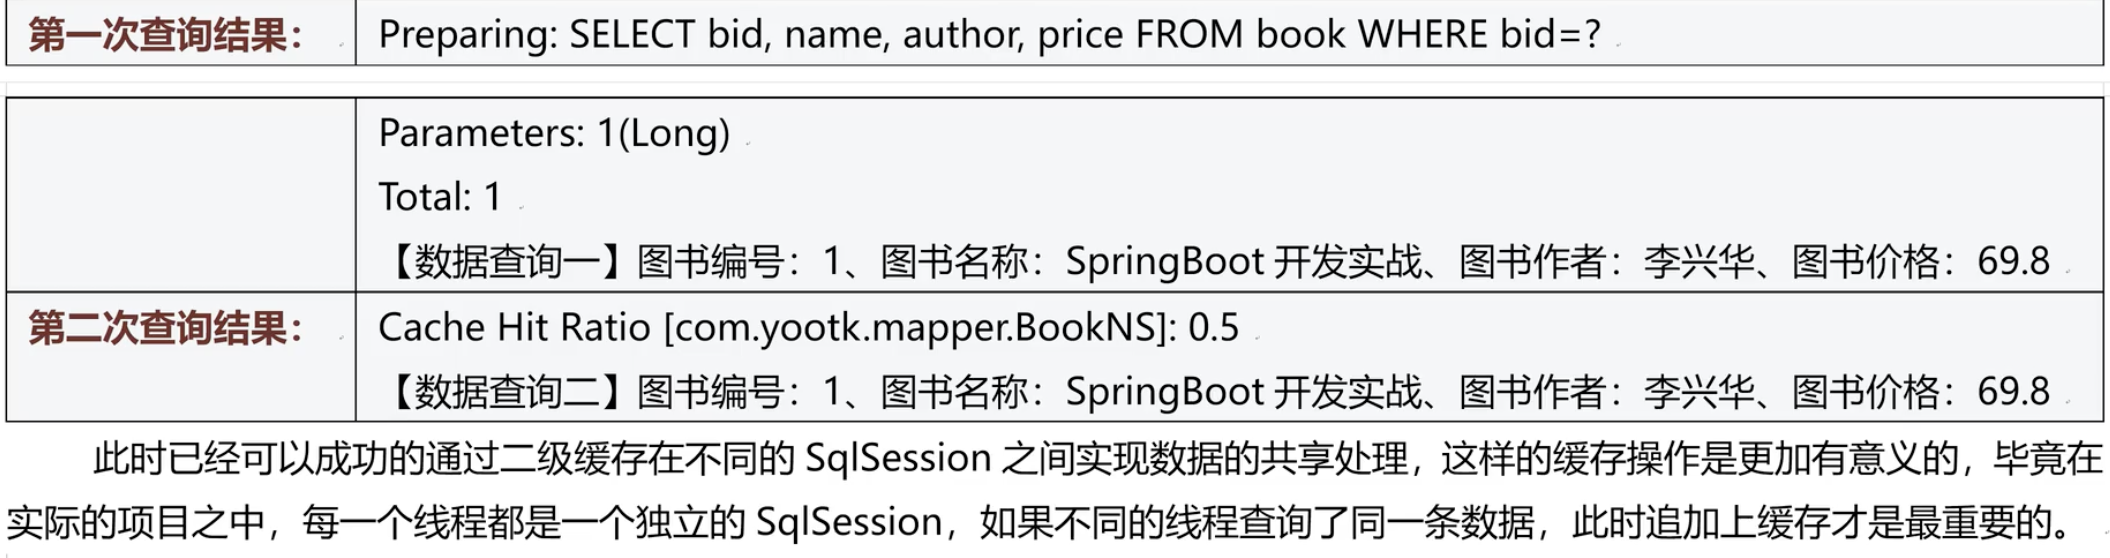 第一次查询结果： Preparing: SELECT bid, name, author, price FROM book WHERE bid=?
Parameters: 1(Long)
Total: 1
【数据查询一】图书编号：1、图书名称：SpringBoot 开发实战、图书作者：李兴华、图书价格：69.8
第二次查询结果： Cache Hit Ratio [com.yootk.mapper.BookNS]: 0.5
【数据查询二】图书编号：1、图书名称：SpringBoot 开发实战、图书作者：李兴华、图书价格：69.8
此时已经可以成功的通过二级缓存在不同的 SqlSession 之间实现数据的共享处理，这样的缓存操作是更加有意义的，毕竟在
实际的项目之中，每一个线程都是一个独立的 SqlSession，如果不同的线程查询了同一条数据，此时追加上缓存才是最重要的。